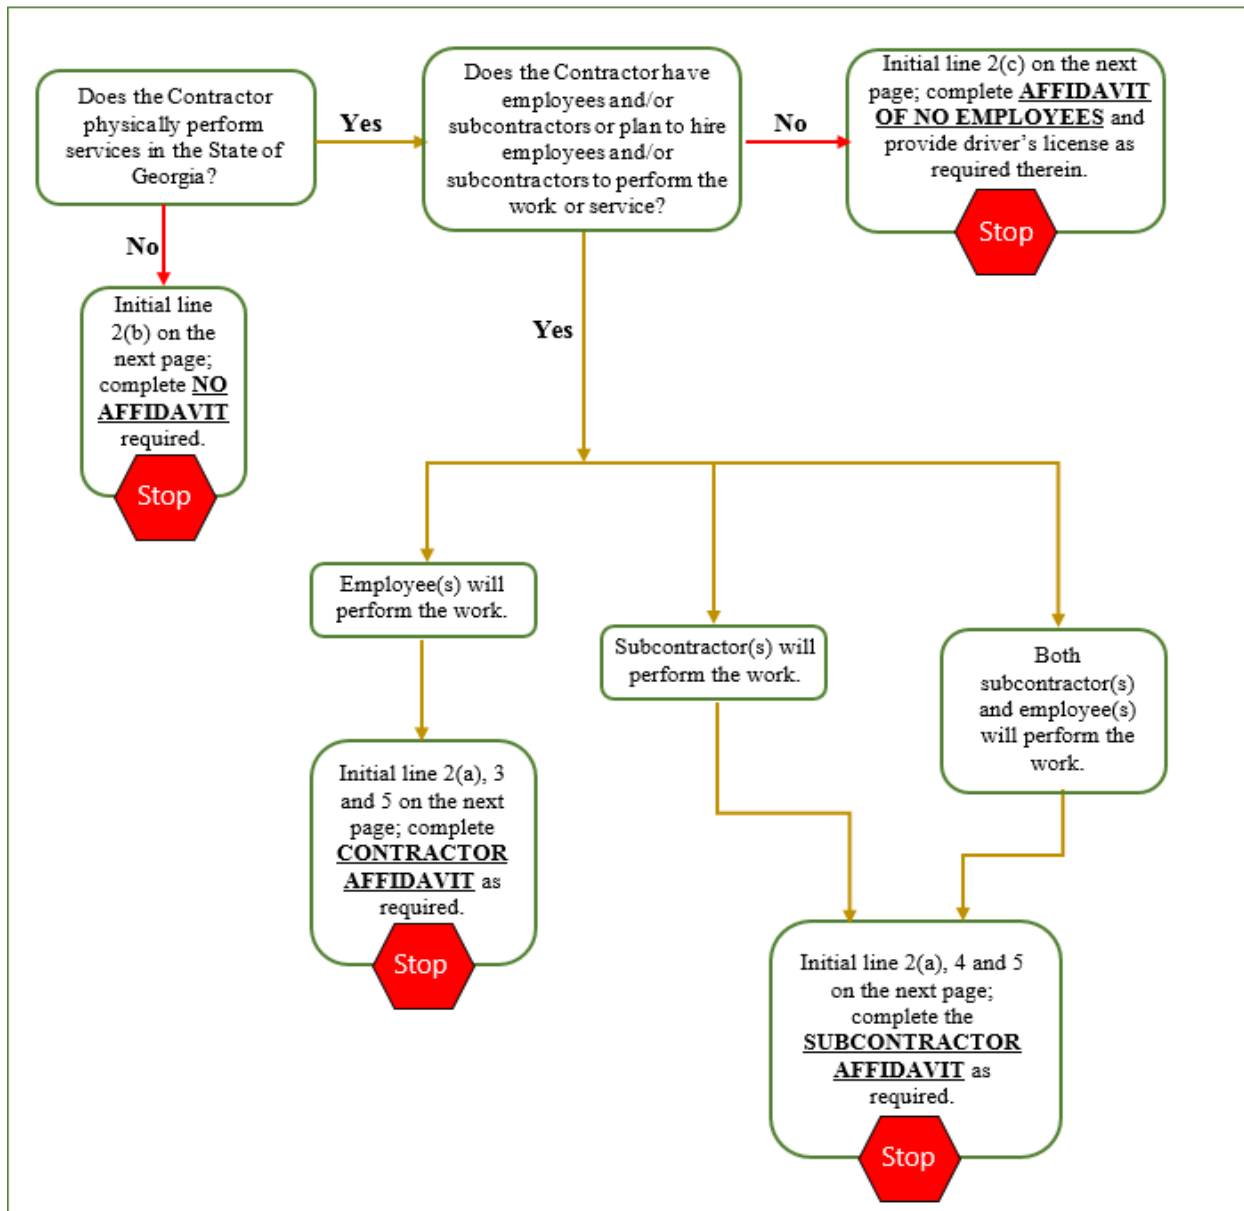 Does the Contractor
physically perform
services in the State of
Georgia?
Yes
Does the Contractor have
employees and/or
subcontractors or plan to hire
employees and/or
subcontractors to perform the
work or service?
No
Initial line 2(c) on the next
page; complete AFFIDAVIT
OF NO EMPLOYEES and
provide driver’s license as
required therein.
Stop
No
Initial line
2(b) on the
next page;
complete NO
AFFIDAVIT
required.
Stop
Yes
Employee(s) will
perform the work.
Subcontractor(s) will
perform the work.
Both
subcontractor(s)
and employee(s)
will perform the
work.
Initial line 2(a), 3
and 5 on the next
page; complete
CONTRACTOR
AFFIDAVIT as
required.
Stop
Initial line 2(a), 4 and 5
on the next page;
complete the
SUBCONTRACTOR
AFFIDAVIT as
required.
Stop